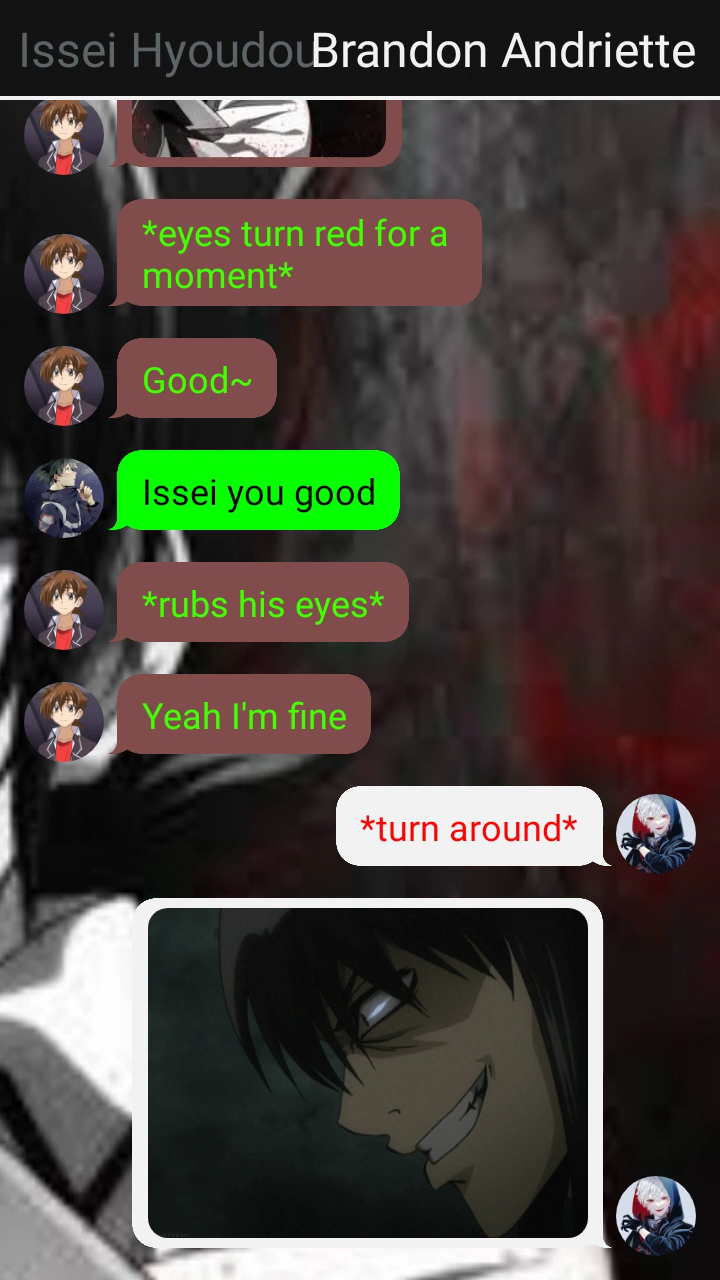 Issei Hyoudou Brandon Andriette
*eyes turn red for a
moment*
Good~
Issei you good
*rubs his eyes*
Yeah I'm fine
*turn around*